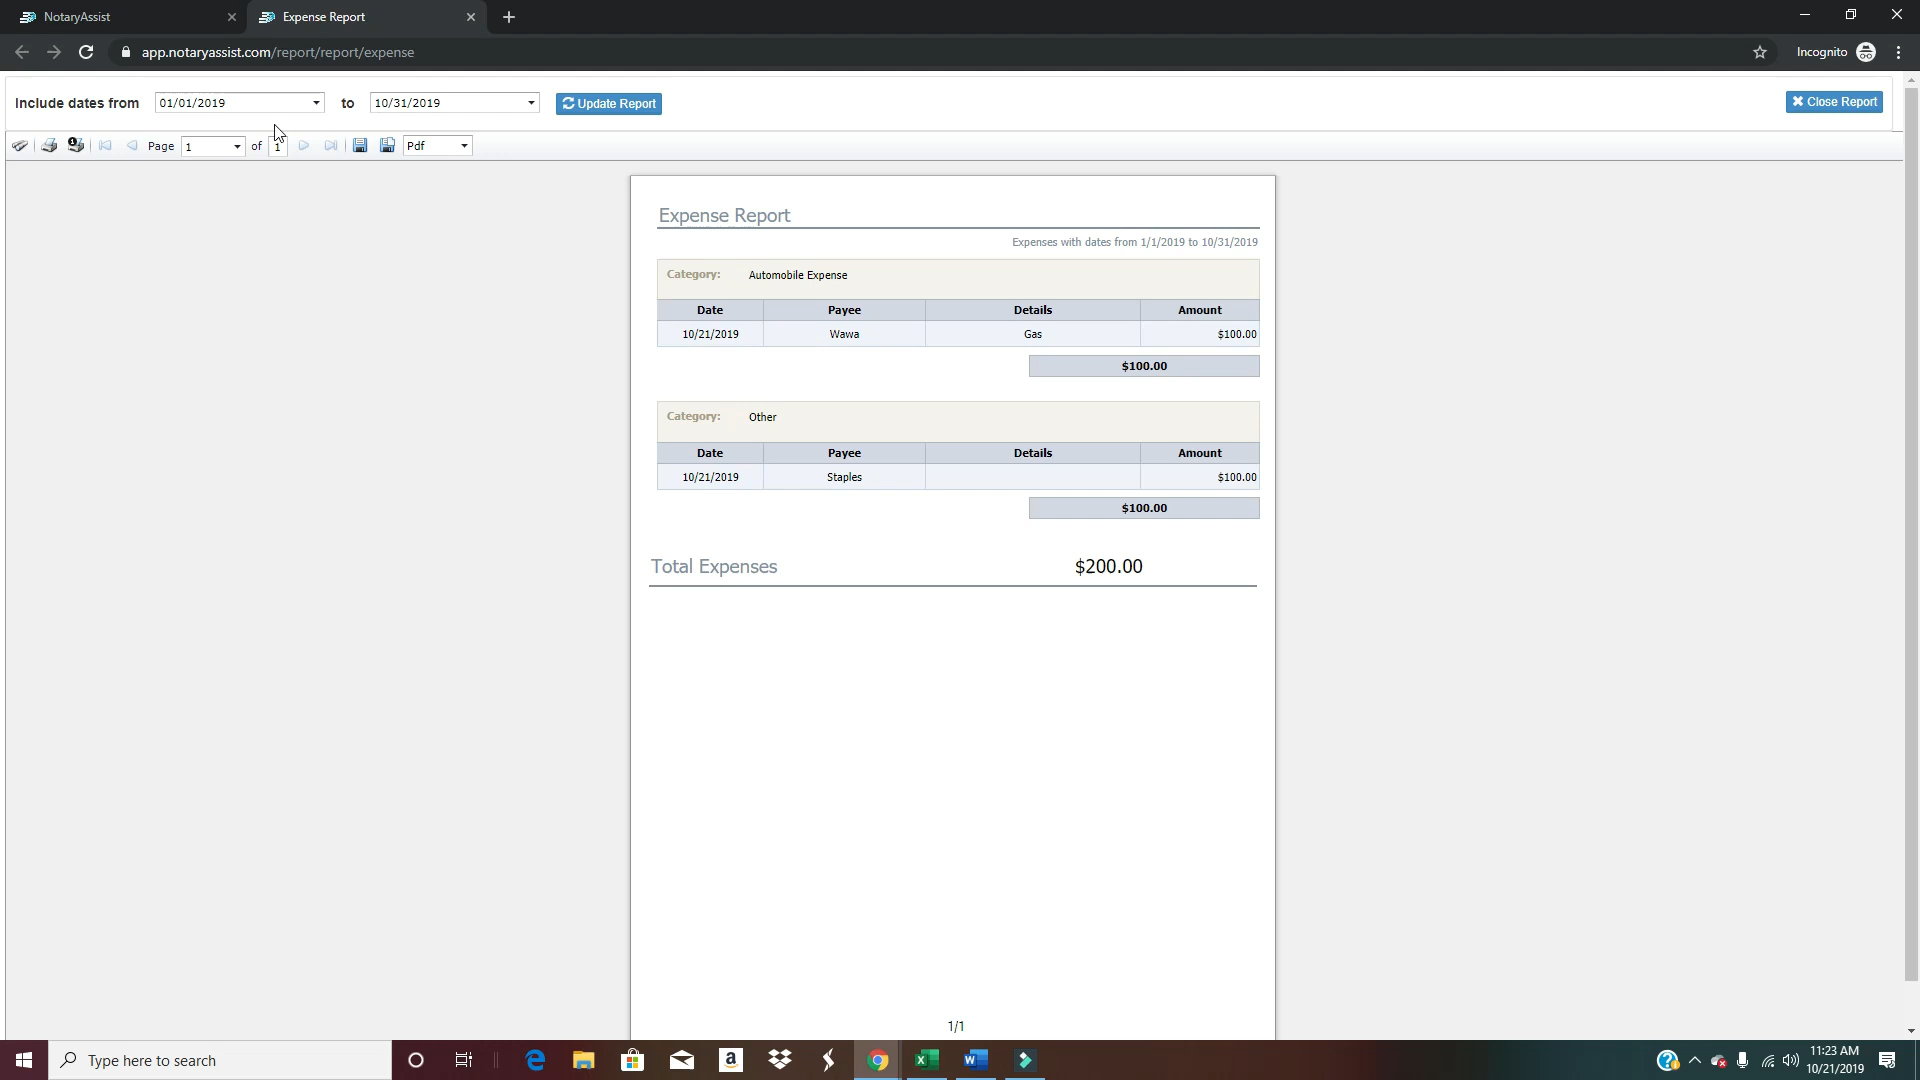 NotaryAssist
Expense Report
app.notaryassist.com/report/report/expense
Incognito
Include dates from 01/01/2019 to 10/31/2019 Update Report Close Report
Page 1 of 1 Pdf
Expense Report
Expenses with dates from 1/1/2019 to 10/31/2019
Category: Automobile Expense
Date Payee Details Amount
10/21/2019 Wawa Gas $100.00
$100.00
Category: Other
Date Payee Details Amount
10/21/2019 Staples $100.00
$100.00
Total Expenses $200.00
1/1
Type here to search
11:23 AM
10/21/2019